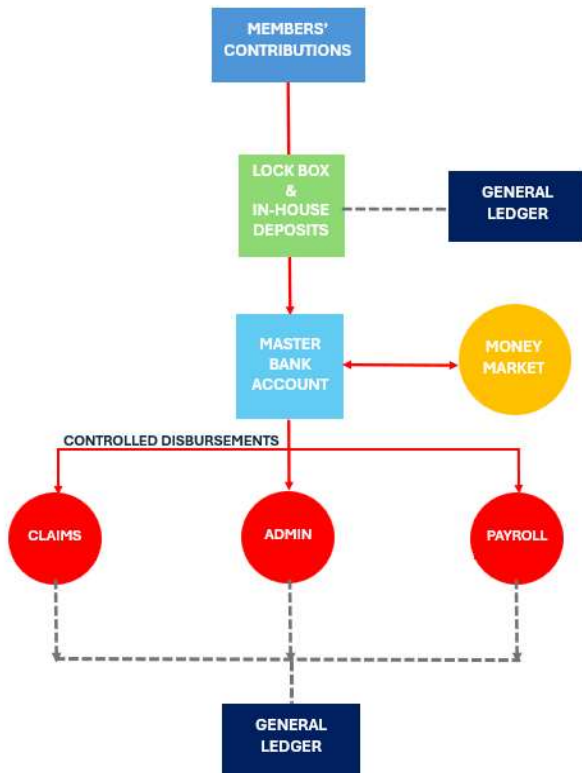 MEMBERS'
CONTRIBUTIONS
LOCK BOX
&
IN-HOUSE
DEPOSITS
GENERAL
LEDGER
MASTER
BANK
ACCOUNT
MONEY
MARKET
CONTROLLED DISBURSEMENTS
CLAIMS
ADMIN
PAYROLL
GENERAL
LEDGER